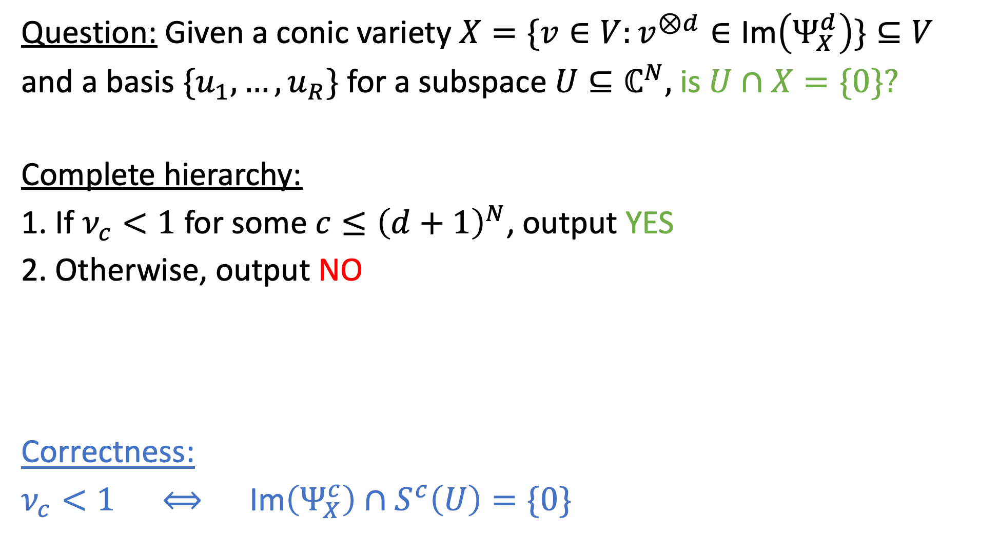 Question: Given a conic variety X = {v ∈ V: v^{⊗d} ∈ Im(Ψ_X^d)} ⊆ V
and a basis {u_1, …, u_R} for a subspace U ⊆ ℂ^N, is U ∩ X = {0}?
Complete hierarchy:
1. If ν_c < 1 for some c ≤ (d + 1)^N, output YES
2. Otherwise, output NO
Correctness:
ν_c < 1 ⟺ Im(Ψ_X^c) ∩ S^c(U) = {0}